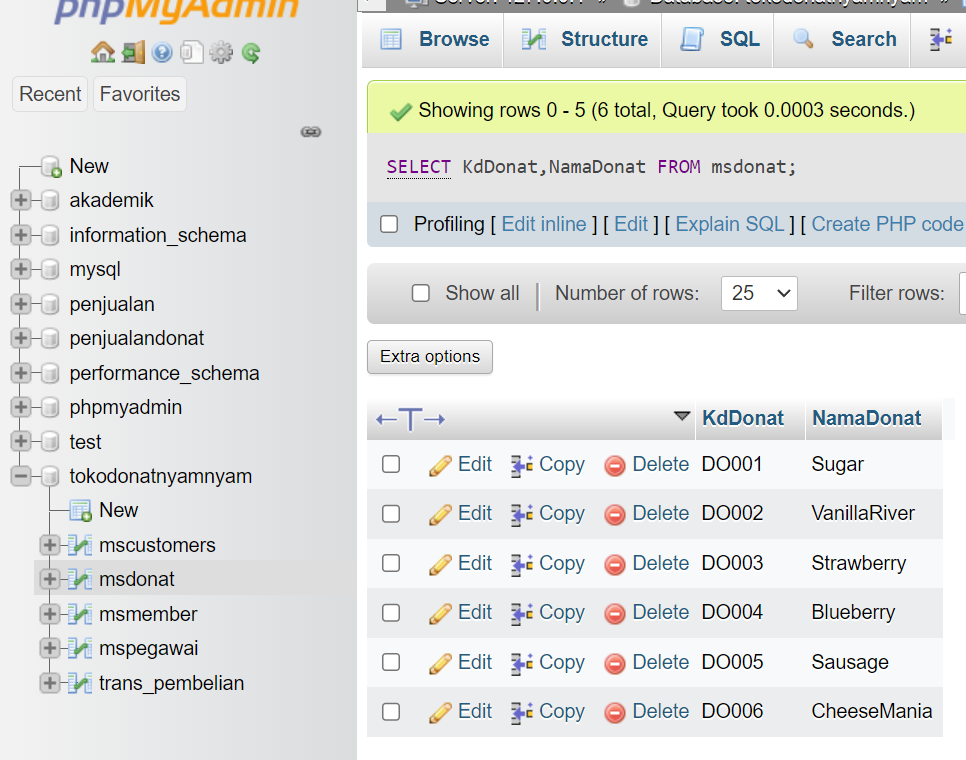 phpMyAdmin
Recent Favorites
New
akademik
information_schema
mysql
penjualan
penjualandonat
performance_schema
phpmyadmin
test
tokodonatnyamnyam
New
mscustomers
msdonat
msmember
mspegawai
trans_pembelian
Browse Structure SQL Search
Showing rows 0 - 5 (6 total, Query took 0.0003 seconds.)
SELECT KdDonat,NamaDonat FROM msdonat;
Profiling [ Edit inline ] [ Edit ] [ Explain SQL ] [ Create PHP code
Show all Number of rows: 25 Filter rows:
Extra options
KdDonat NamaDonat
Edit Copy Delete DO001 Sugar
Edit Copy Delete DO002 VanillaRiver
Edit Copy Delete DO003 Strawberry
Edit Copy Delete DO004 Blueberry
Edit Copy Delete DO005 Sausage
Edit Copy Delete DO006 CheeseMania